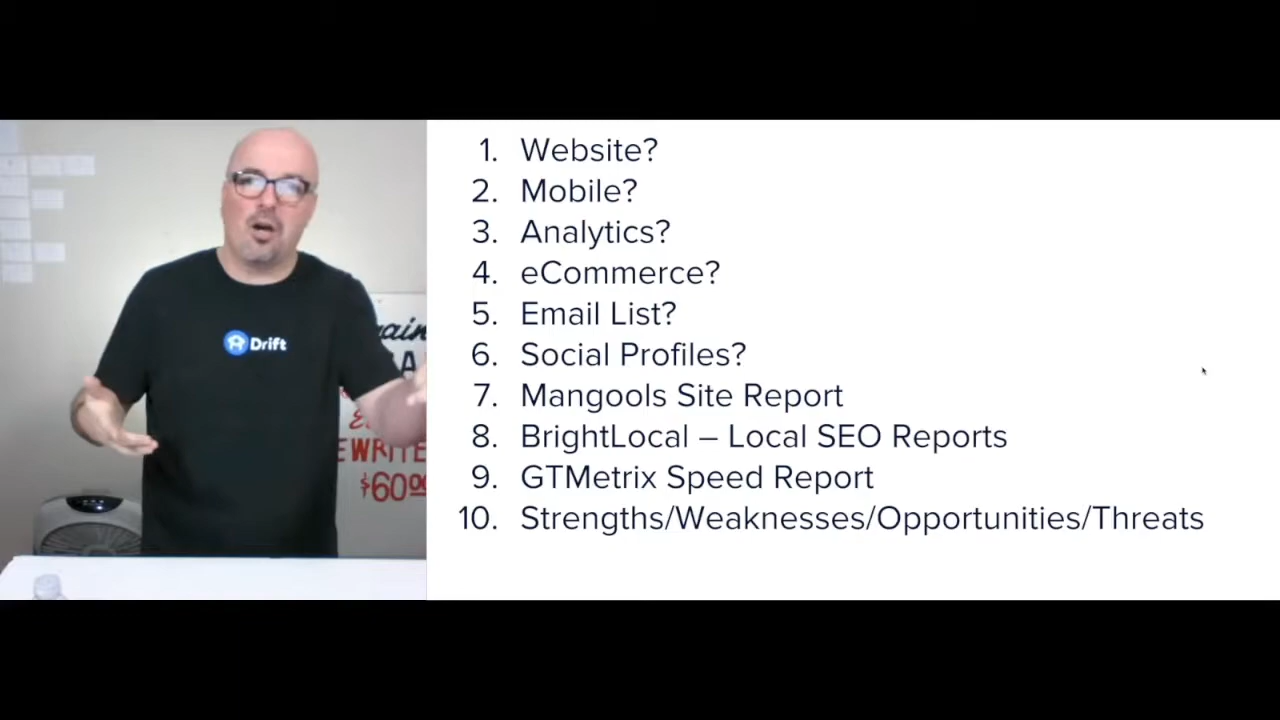 1. Website?
2. Mobile?
3. Analytics?
4. eCommerce?
5. Email List?
6. Social Profiles?
7. Mangools Site Report
8. BrightLocal – Local SEO Reports
9. GTMetrix Speed Report
10. Strengths/Weaknesses/Opportunities/Threats
Drift
$60.00